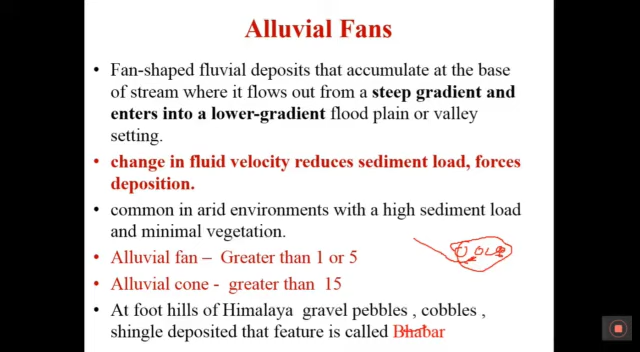 Alluvial Fans
• Fan-shaped fluvial deposits that accumulate at the base
of stream where it flows out from a steep gradient and
enters into a lower-gradient flood plain or valley
setting.
• change in fluid velocity reduces sediment load, forces
deposition.
• common in arid environments with a high sediment load
and minimal vegetation.
• Alluvial fan – Greater than 1 or 5
• Alluvial cone - greater than 15
• At foot hills of Himalaya gravel pebbles , cobbles ,
shingle deposited that feature is called Bhabar